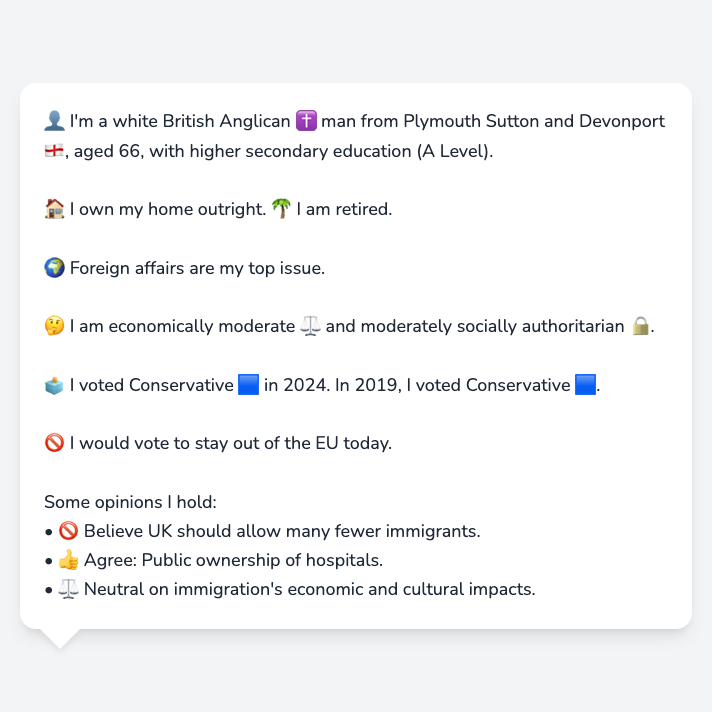 👤 I'm a white British Anglican ✝️ man from Plymouth Sutton and Devonport
🏴󠁧󠁢󠁥󠁮󠁧󠁿, aged 66, with higher secondary education (A Level).
🏠 I own my home outright. 🌴 I am retired.
🌍 Foreign affairs are my top issue.
🤔 I am economically moderate ⚖️ and moderately socially authoritarian 🔒.
🗳️ I voted Conservative 🟦 in 2024. In 2019, I voted Conservative 🟦.
🚫 I would vote to stay out of the EU today.
Some opinions I hold:
• 🚫 Believe UK should allow many fewer immigrants.
• 👍 Agree: Public ownership of hospitals.
• ⚖️ Neutral on immigration's economic and cultural impacts.